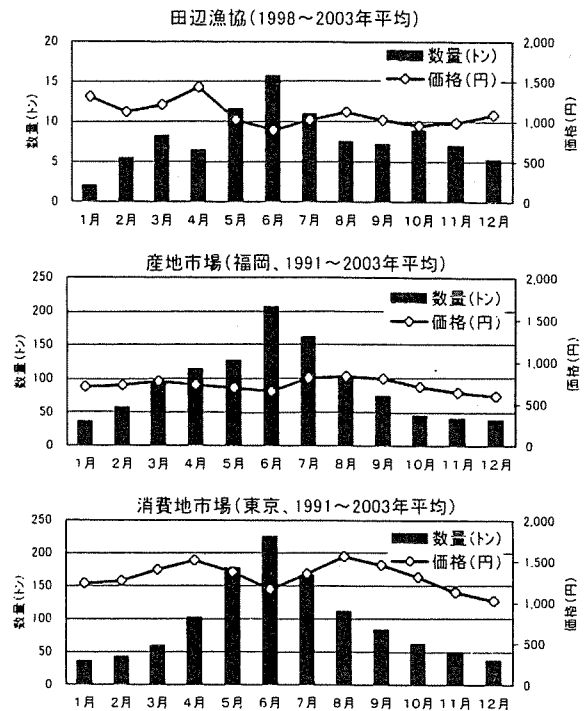 田辺漁協(1998～2003年平均)
20 2,000
15 1,500
10 1,000
5 500
0 0
数量(トン)
価格(円)
数量(トン)
価格(円)
1月 2月 3月 4月 5月 6月 7月 8月 9月 10月 11月 12月
産地市場(福岡、1991～2003年平均)
250 2,000
200 1,500
150 1,000
100 500
50 0
0
数量(トン)
価格(円)
数量(トン)
価格(円)
1月 2月 3月 4月 5月 6月 7月 8月 9月 10月 11月 12月
消費地市場(東京、1991～2003年平均)
250 2,000
200 1,500
150 1,000
100 500
50 0
0
数量(トン)
価格(円)
数量(トン)
価格(円)
1月 2月 3月 4月 5月 6月 7月 8月 9月 10月 11月 12月